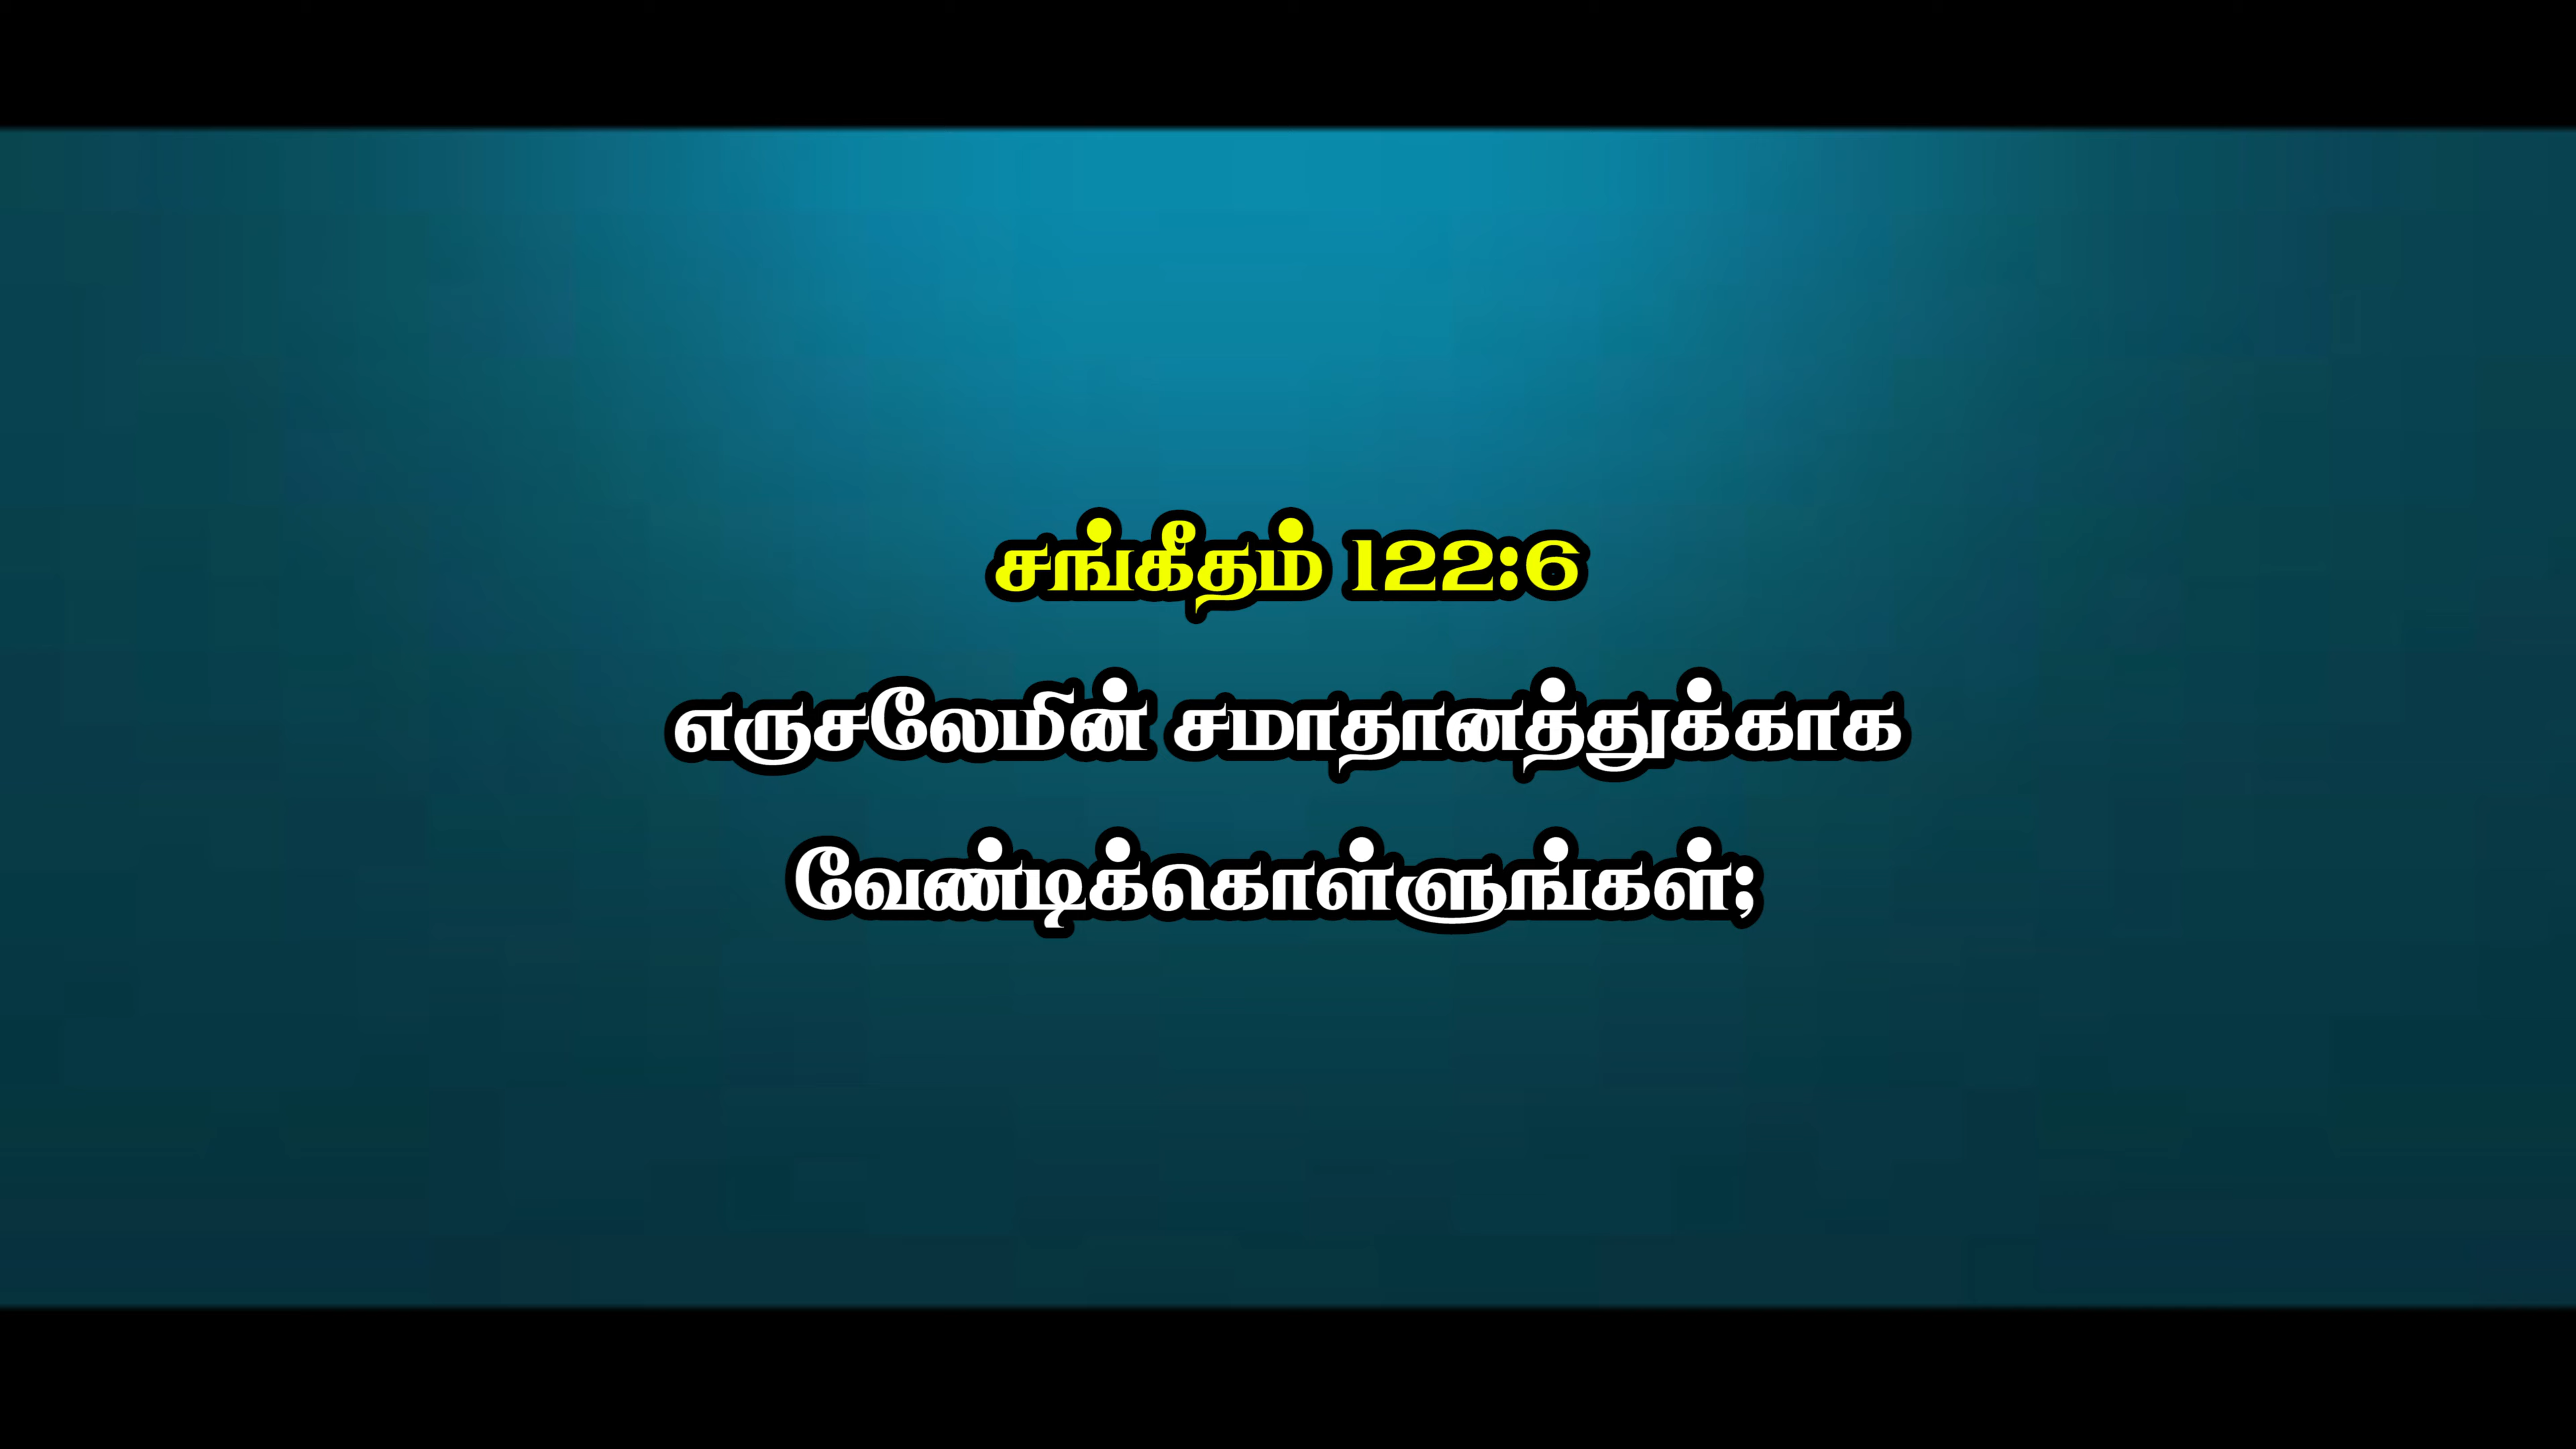 சங்கீதம் 122:6
எருசலேமின் சமாதானத்துக்காக
வேண்டிக்கொள்ளுங்கள்;